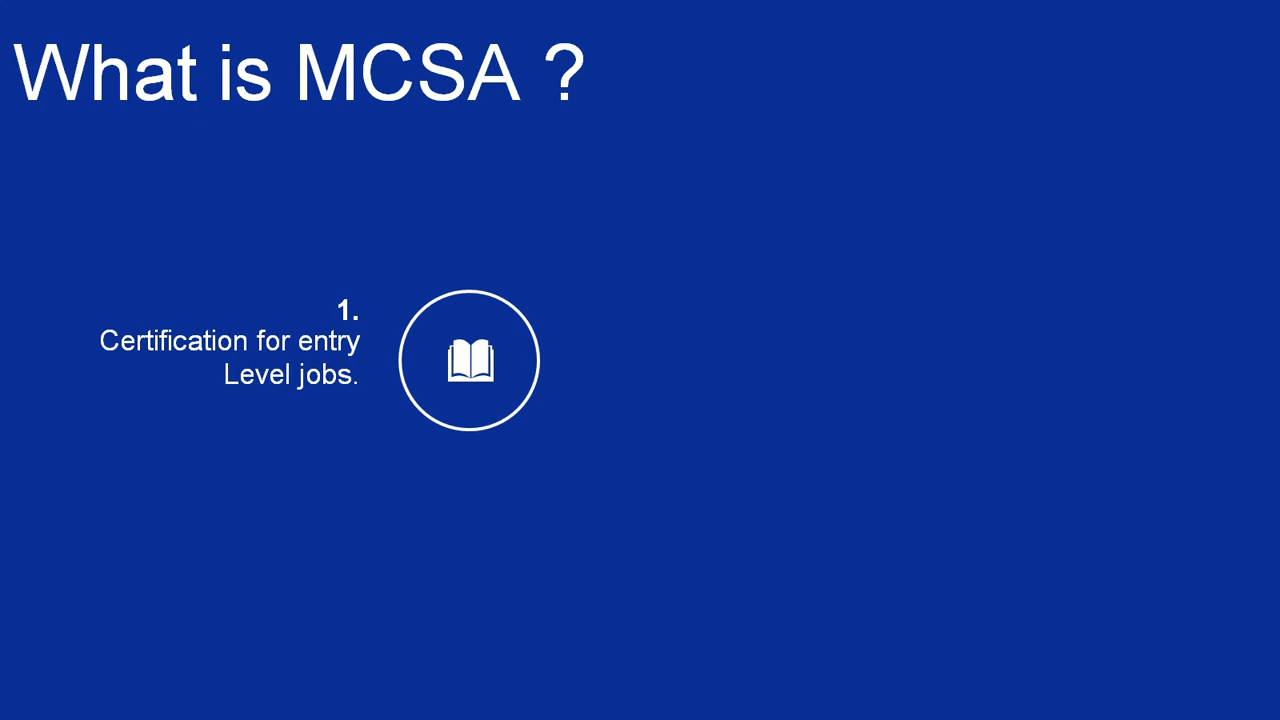 What is MCSA ?
1.
Certification for entry
Level jobs.